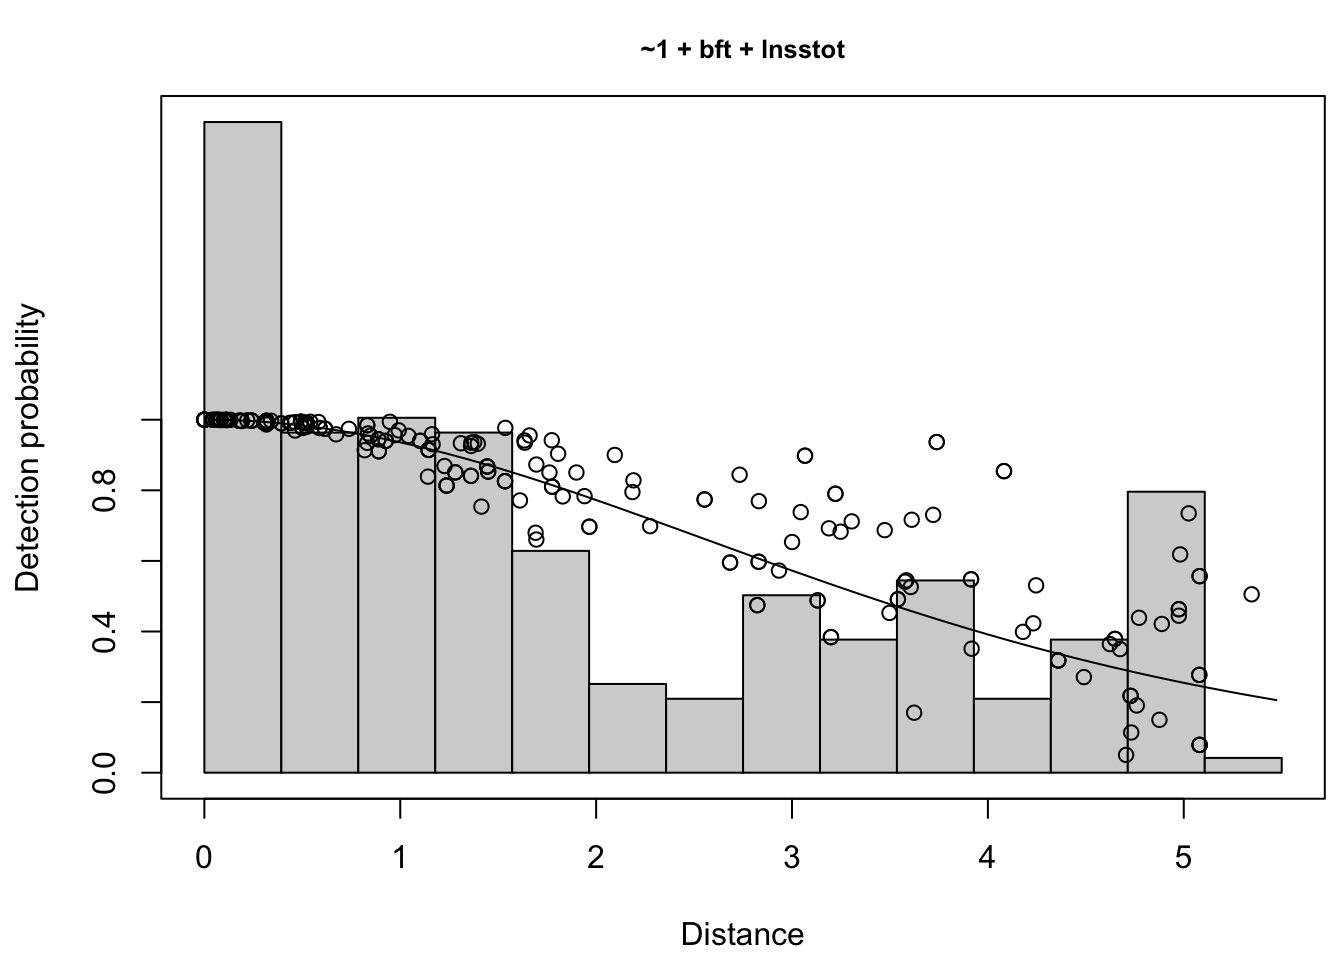 ~1 + bft + lnsstot
Detection probability
0.8
0.4
0.0
0 1 2 3 4 5
Distance